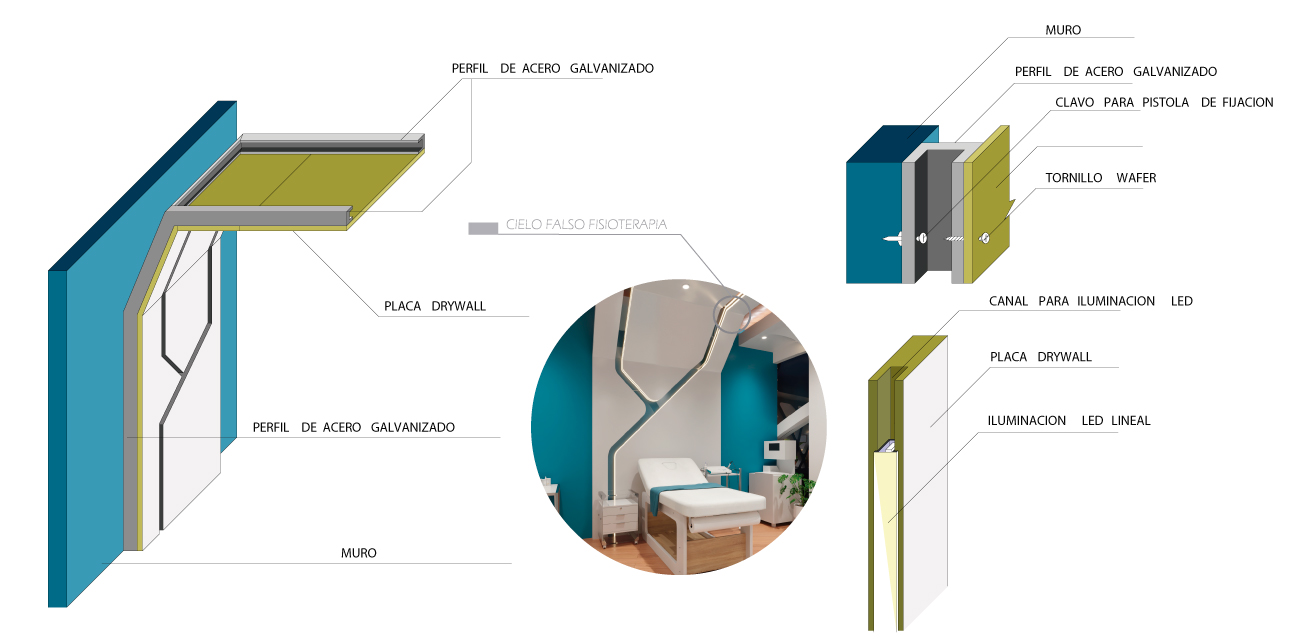 PERFIL DE ACERO GALVANIZADO
CIELO FALSO FISIOTERAPIA
PLACA DRYWALL
PERFIL DE ACERO GALVANIZADO
MURO
MURO
PERFIL DE ACERO GALVANIZADO
CLAVO PARA PISTOLA DE FIJACION
TORNILLO WAFER
CANAL PARA ILUMINACION LED
PLACA DRYWALL
ILUMINACION LED LINEAL